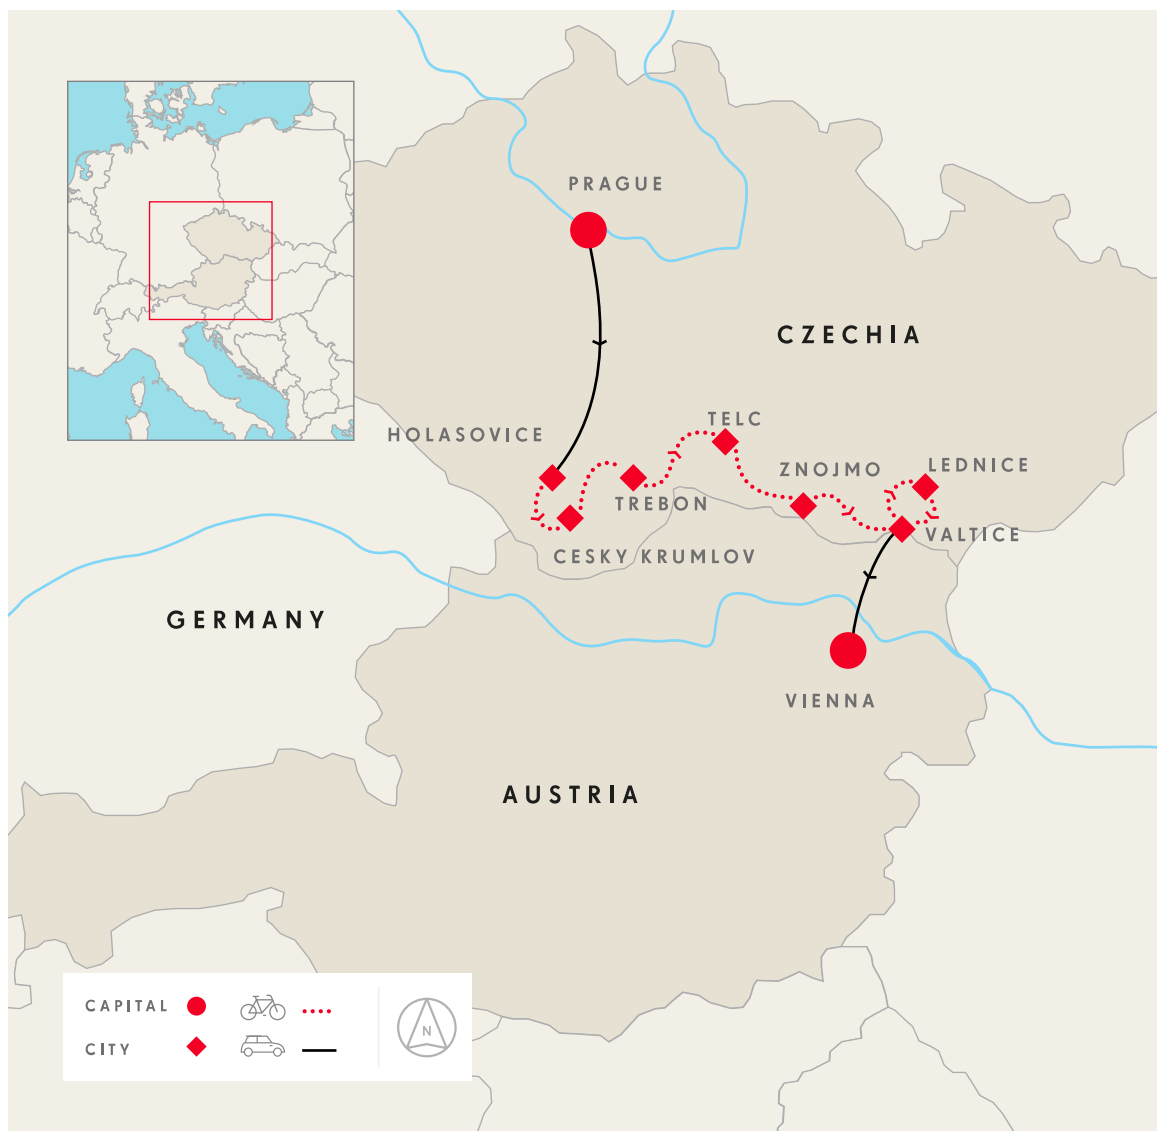 PRAGUE
CZECHIA
TELC
HOLASOVICE
LEDNICE
ZNOJMO
TREBON
VALTICE
CESKY KRUMLOV
GERMANY
VIENNA
AUSTRIA
CAPITAL
N
CITY